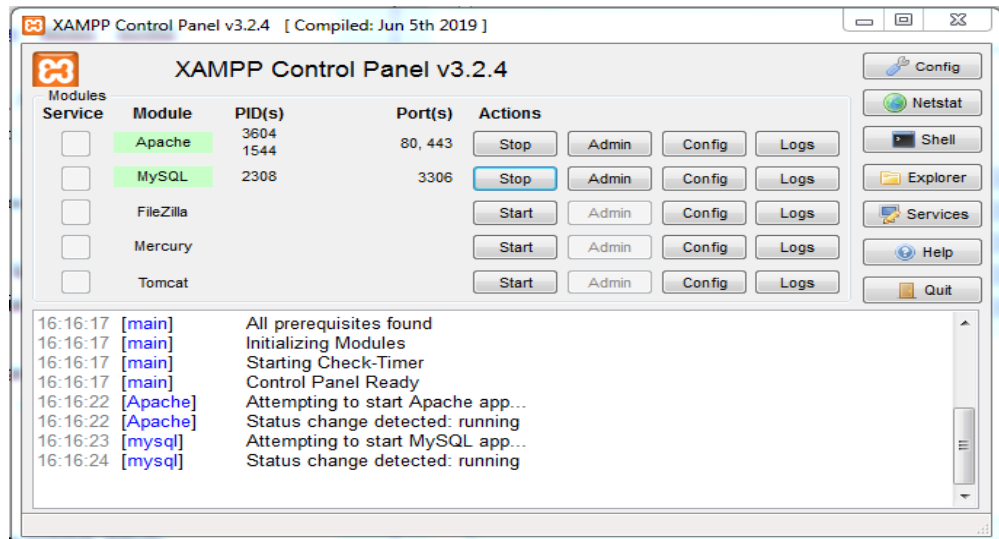 XAMPP Control Panel v3.2.4 [ Compiled: Jun 5th 2019 ]
XAMPP Control Panel v3.2.4
Config
Modules
Netstat
Service Module PID(s) Port(s) Actions
Apache 3604 1544 80, 443 Stop Admin Config Logs
Shell
MySQL 2308 3306 Stop Admin Config Logs
Explorer
FileZilla Start Admin Config Logs
Services
Mercury Start Admin Config Logs
Help
Tomcat Start Admin Config Logs
Quit
16:16:17 [main] All prerequisites found
16:16:17 [main] Initializing Modules
16:16:17 [main] Starting Check-Timer
16:16:17 [main] Control Panel Ready
16:16:22 [Apache] Attempting to start Apache app...
16:16:22 [Apache] Status change detected: running
16:16:23 [mysql] Attempting to start MySQL app...
16:16:24 [mysql] Status change detected: running